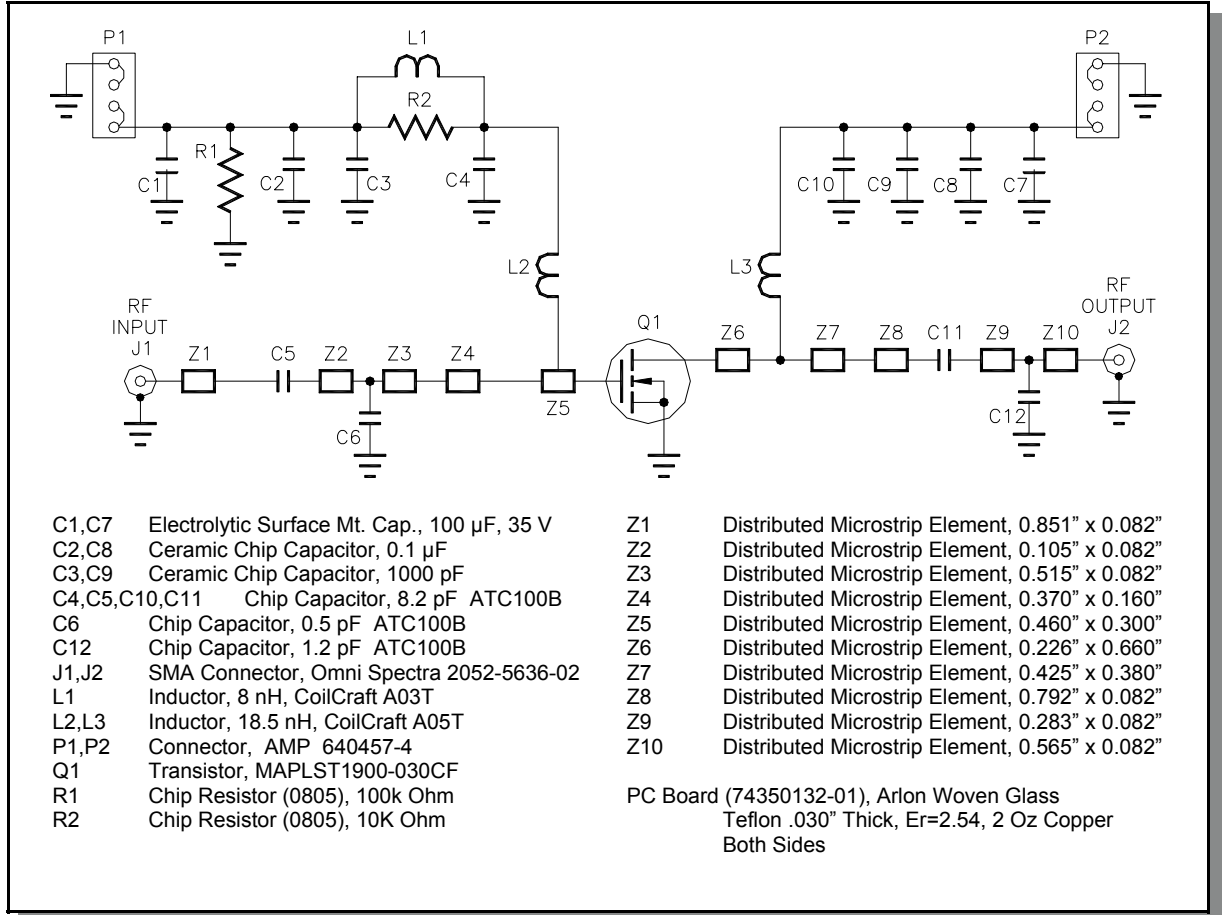 P1
L1
P2
R2
R1
C1
C2
C3
C4
C10
C9
C8
C7
L2
L3
RF
INPUT
J1
Z1
C5
Z2
Z3
Z4
Z5
C6
Q1
Z6
Z7
Z8
C11
Z9
Z10
RF
OUTPUT
J2
C12
C1,C7 Electrolytic Surface Mt. Cap., 100 µF, 35 V
C2,C8 Ceramic Chip Capacitor, 0.1 µF
C3,C9 Ceramic Chip Capacitor, 1000 pF
C4,C5,C10,C11 Chip Capacitor, 8.2 pF ATC100B
C6 Chip Capacitor, 0.5 pF ATC100B
C12 Chip Capacitor, 1.2 pF ATC100B
J1,J2 SMA Connector, Omni Spectra 2052-5636-02
L1 Inductor, 8 nH, CoilCraft A03T
L2,L3 Inductor, 18.5 nH, CoilCraft A05T
P1,P2 Connector, AMP 640457-4
Q1 Transistor, MAPLST1900-030CF
R1 Chip Resistor (0805), 100k Ohm
R2 Chip Resistor (0805), 10K Ohm
Z1 Distributed Microstrip Element, 0.851” x 0.082”
Z2 Distributed Microstrip Element, 0.105” x 0.082”
Z3 Distributed Microstrip Element, 0.515” x 0.082”
Z4 Distributed Microstrip Element, 0.370” x 0.160”
Z5 Distributed Microstrip Element, 0.460” x 0.300”
Z6 Distributed Microstrip Element, 0.226” x 0.660”
Z7 Distributed Microstrip Element, 0.425” x 0.380”
Z8 Distributed Microstrip Element, 0.792” x 0.082”
Z9 Distributed Microstrip Element, 0.283” x 0.082”
Z10 Distributed Microstrip Element, 0.565” x 0.082”
PC Board (74350132-01), Arlon Woven Glass
Teflon .030” Thick, Er=2.54, 2 Oz Copper
Both Sides